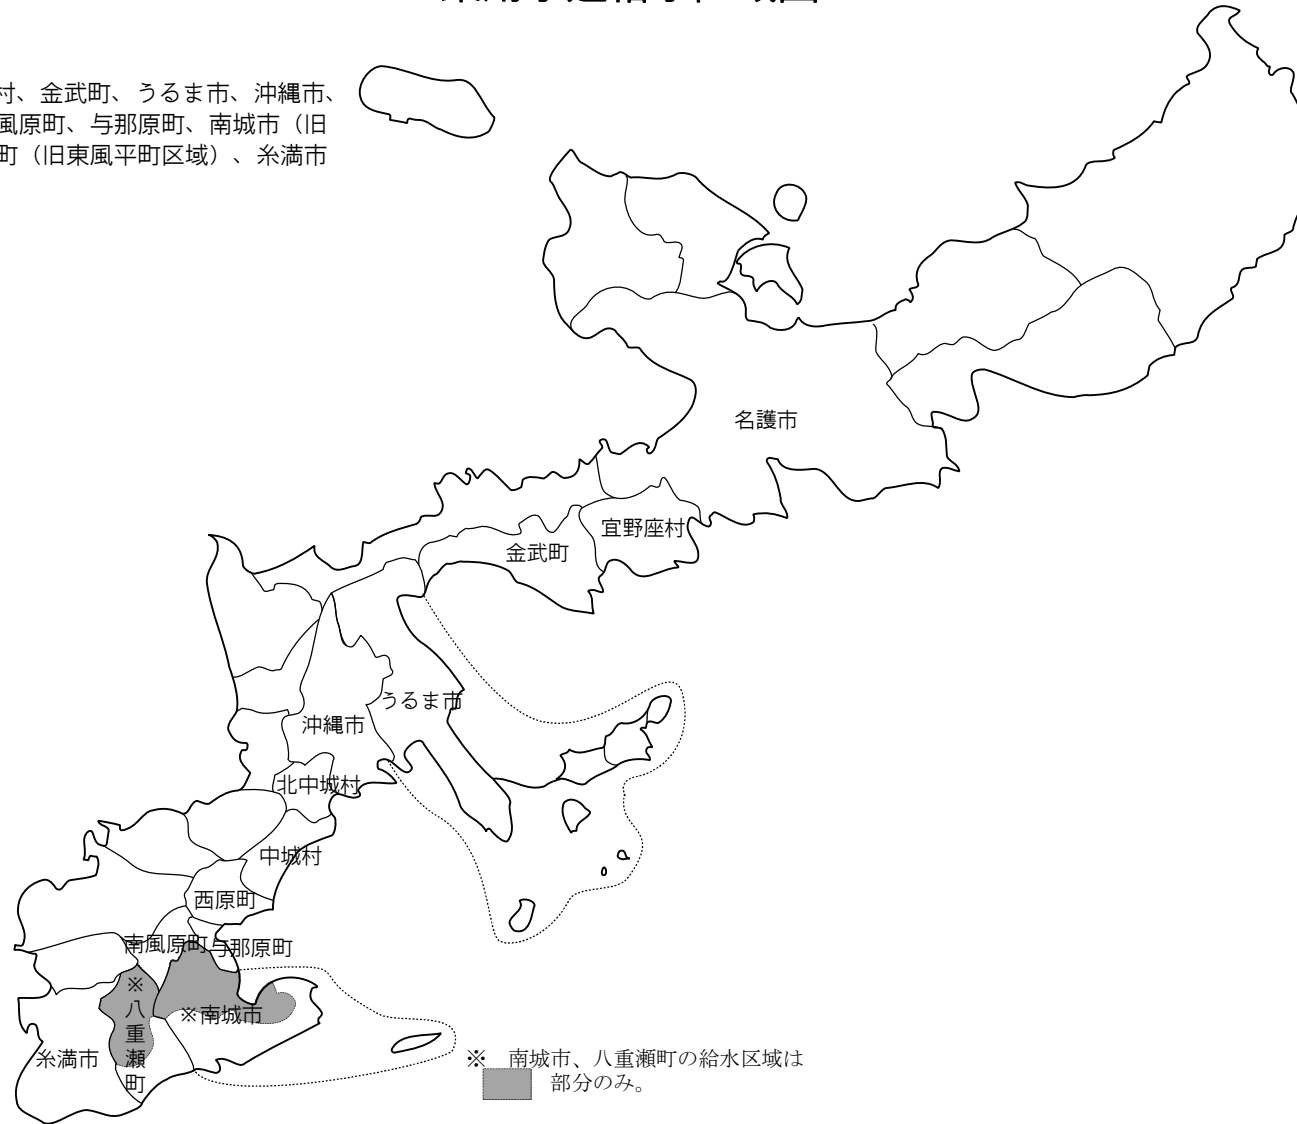 村、金武町、うるま市、沖縄市、
風原町、与那原町、南城市（旧
町（旧東風平町区域）、糸満市
名護市
宜野座村
金武町
うるま市
沖縄市
北中城村
中城村
西原町
南風原町
与那原町
※八重瀬町
※南城市
糸満市
※ 南城市、八重瀬町の給水区域は
部分のみ。